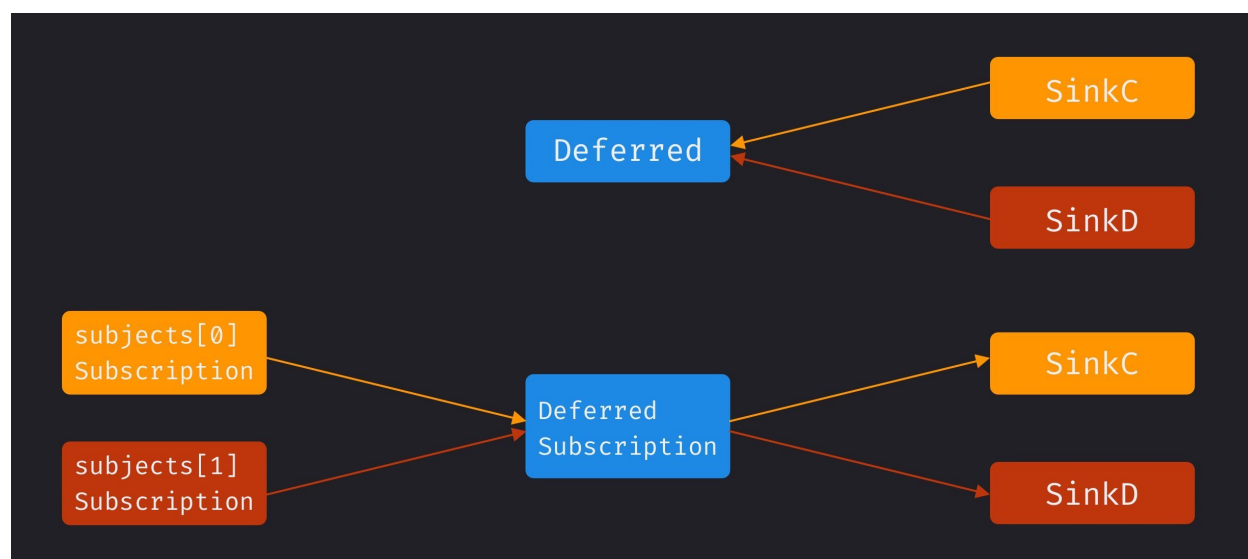 SinkC
Deferred
SinkD
subjects[0]
Subscription
SinkC
Deferred
Subscription
subjects[1]
Subscription
SinkD